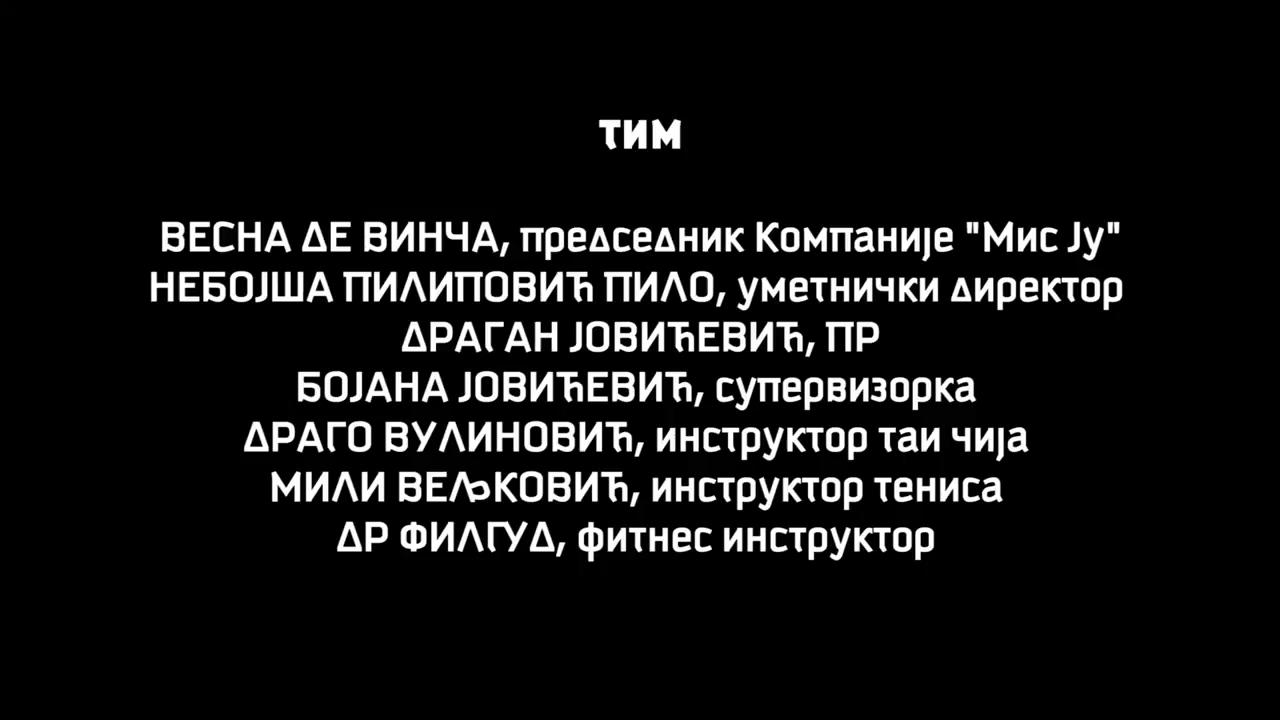 ТИМ
ВЕСНА ДЕ ВИНЧА, председник Компаније "Мис Ју"
НЕБОЈША ПИЛИПОВИЋ ПИЛО, уметнички директор
ДРАГАН ЈОВИЋЕВИЋ, ПР
БОЈАНА ЈОВИЋЕВИЋ, супервизорка
ДРАГО ВУЛИНОВИЋ, инструктор таи чија
МИЛИ ВЕЉКОВИЋ, инструктор тениса
ДР ФИЛГУД, фитнес инструктор